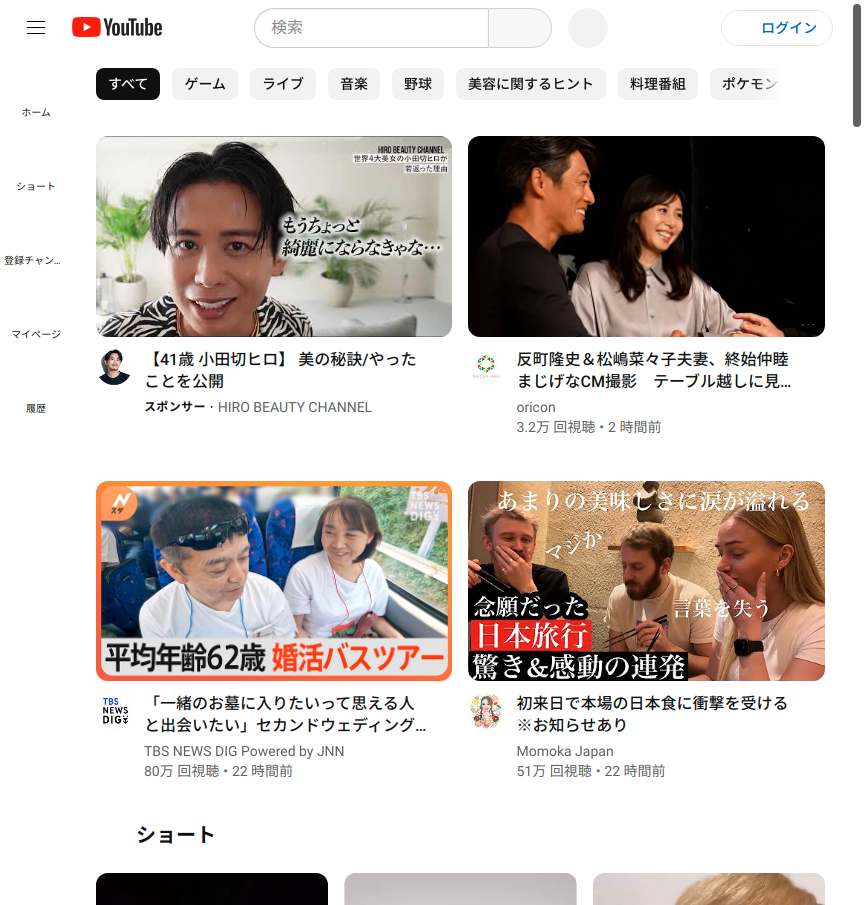 YouTube
検索
ログイン
すべて
ゲーム
ライブ
音楽
野球
美容に関するヒント
料理番組
ポケモン
ホーム
ショート
登録チャン…
マイページ
履歴
HIRO BEAUTY CHANNEL
世界4大美女の小田切ヒロが
若返った理由
もうちょっと
綺麗にならなきゃな…
【41歳 小田切ヒロ】 美の秘訣/やった
ことを公開
スポンサー・HIRO BEAUTY CHANNEL
反町隆史＆松嶋菜々子夫妻、終始仲睦
まじげなCM撮影　テーブル越しに見…
oricon
3.2万 回視聴・2 時間前
Nスタ
TBS
NEWS
DIG
平均年齢62歳 婚活バスツアー
TBS
NEWS
DIG
「一緒のお墓に入りたいって思える人
と出会いたい」セカンドウェディング…
TBS NEWS DIG Powered by JNN
80万 回視聴・22 時間前
あまりの美味しさに涙が溢れる
マジか
言葉を失う
念願だった
日本旅行
驚き&感動の連発
初来日で本場の日本食に衝撃を受ける
※お知らせあり
Momoka Japan
51万 回視聴・22 時間前
ショート